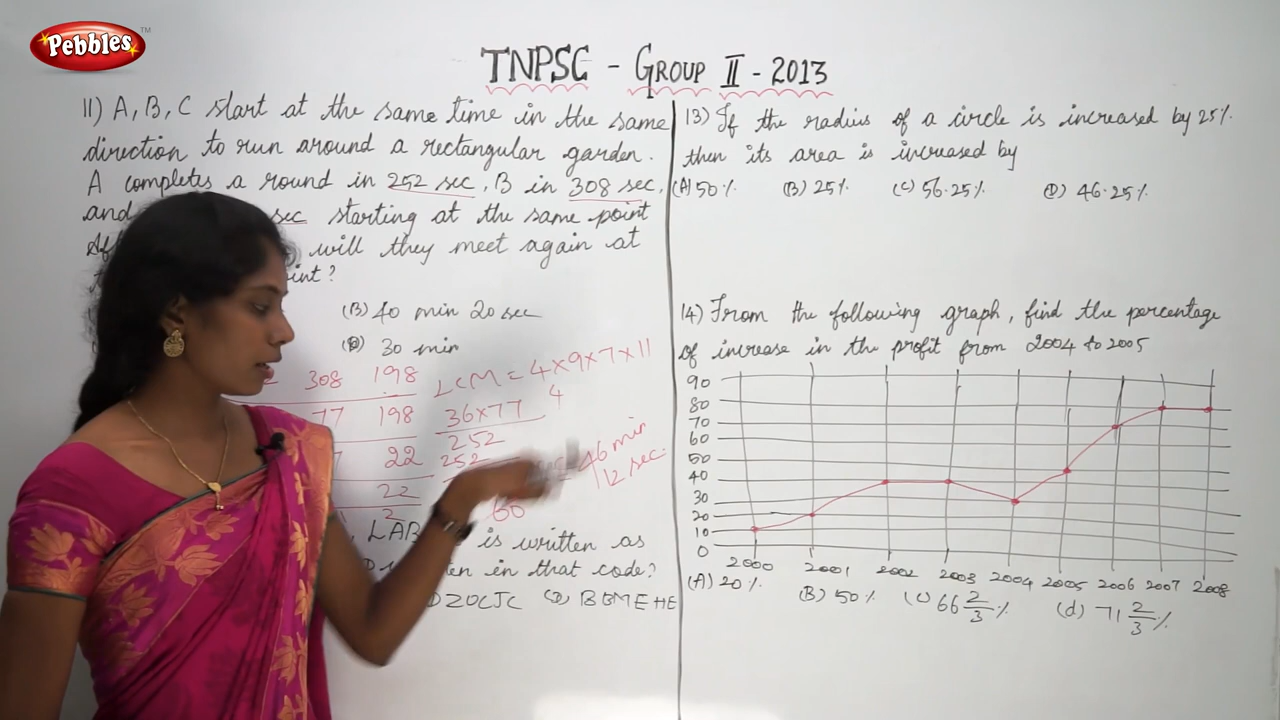 Pebbles TM
TNPSC - GROUP II - 2013
11) A, B, C start at the same time in the same
direction to run around a rectangular garden.
A completes a round in 252 sec, B in 308 sec,
and sec starting at the same point
will they meet again at
?
(B) 40 min 20 sec
(D) 30 min
308 198
77 198
22
22
2
LCM = 4×9×7×11
36×77
4
252
252
46 min
12 sec.
60
is written as
in that code?
ZOCJC (D) BBMEHE
13) If the radius of a circle is increased by 25%.
then its area is increased by
(A) 50% (B) 25% (C) 56.25% (D) 46.25%
14) From the following graph, find the percentage
of increase in the profit from 2004 to 2005
90
80
70
60
50
40
30
20
10
0
2000 2001 2002 2003 2004 2005 2006 2007 2008
(A) 20% (B) 50% (C) 66 2/3 % (d) 71 2/3 %